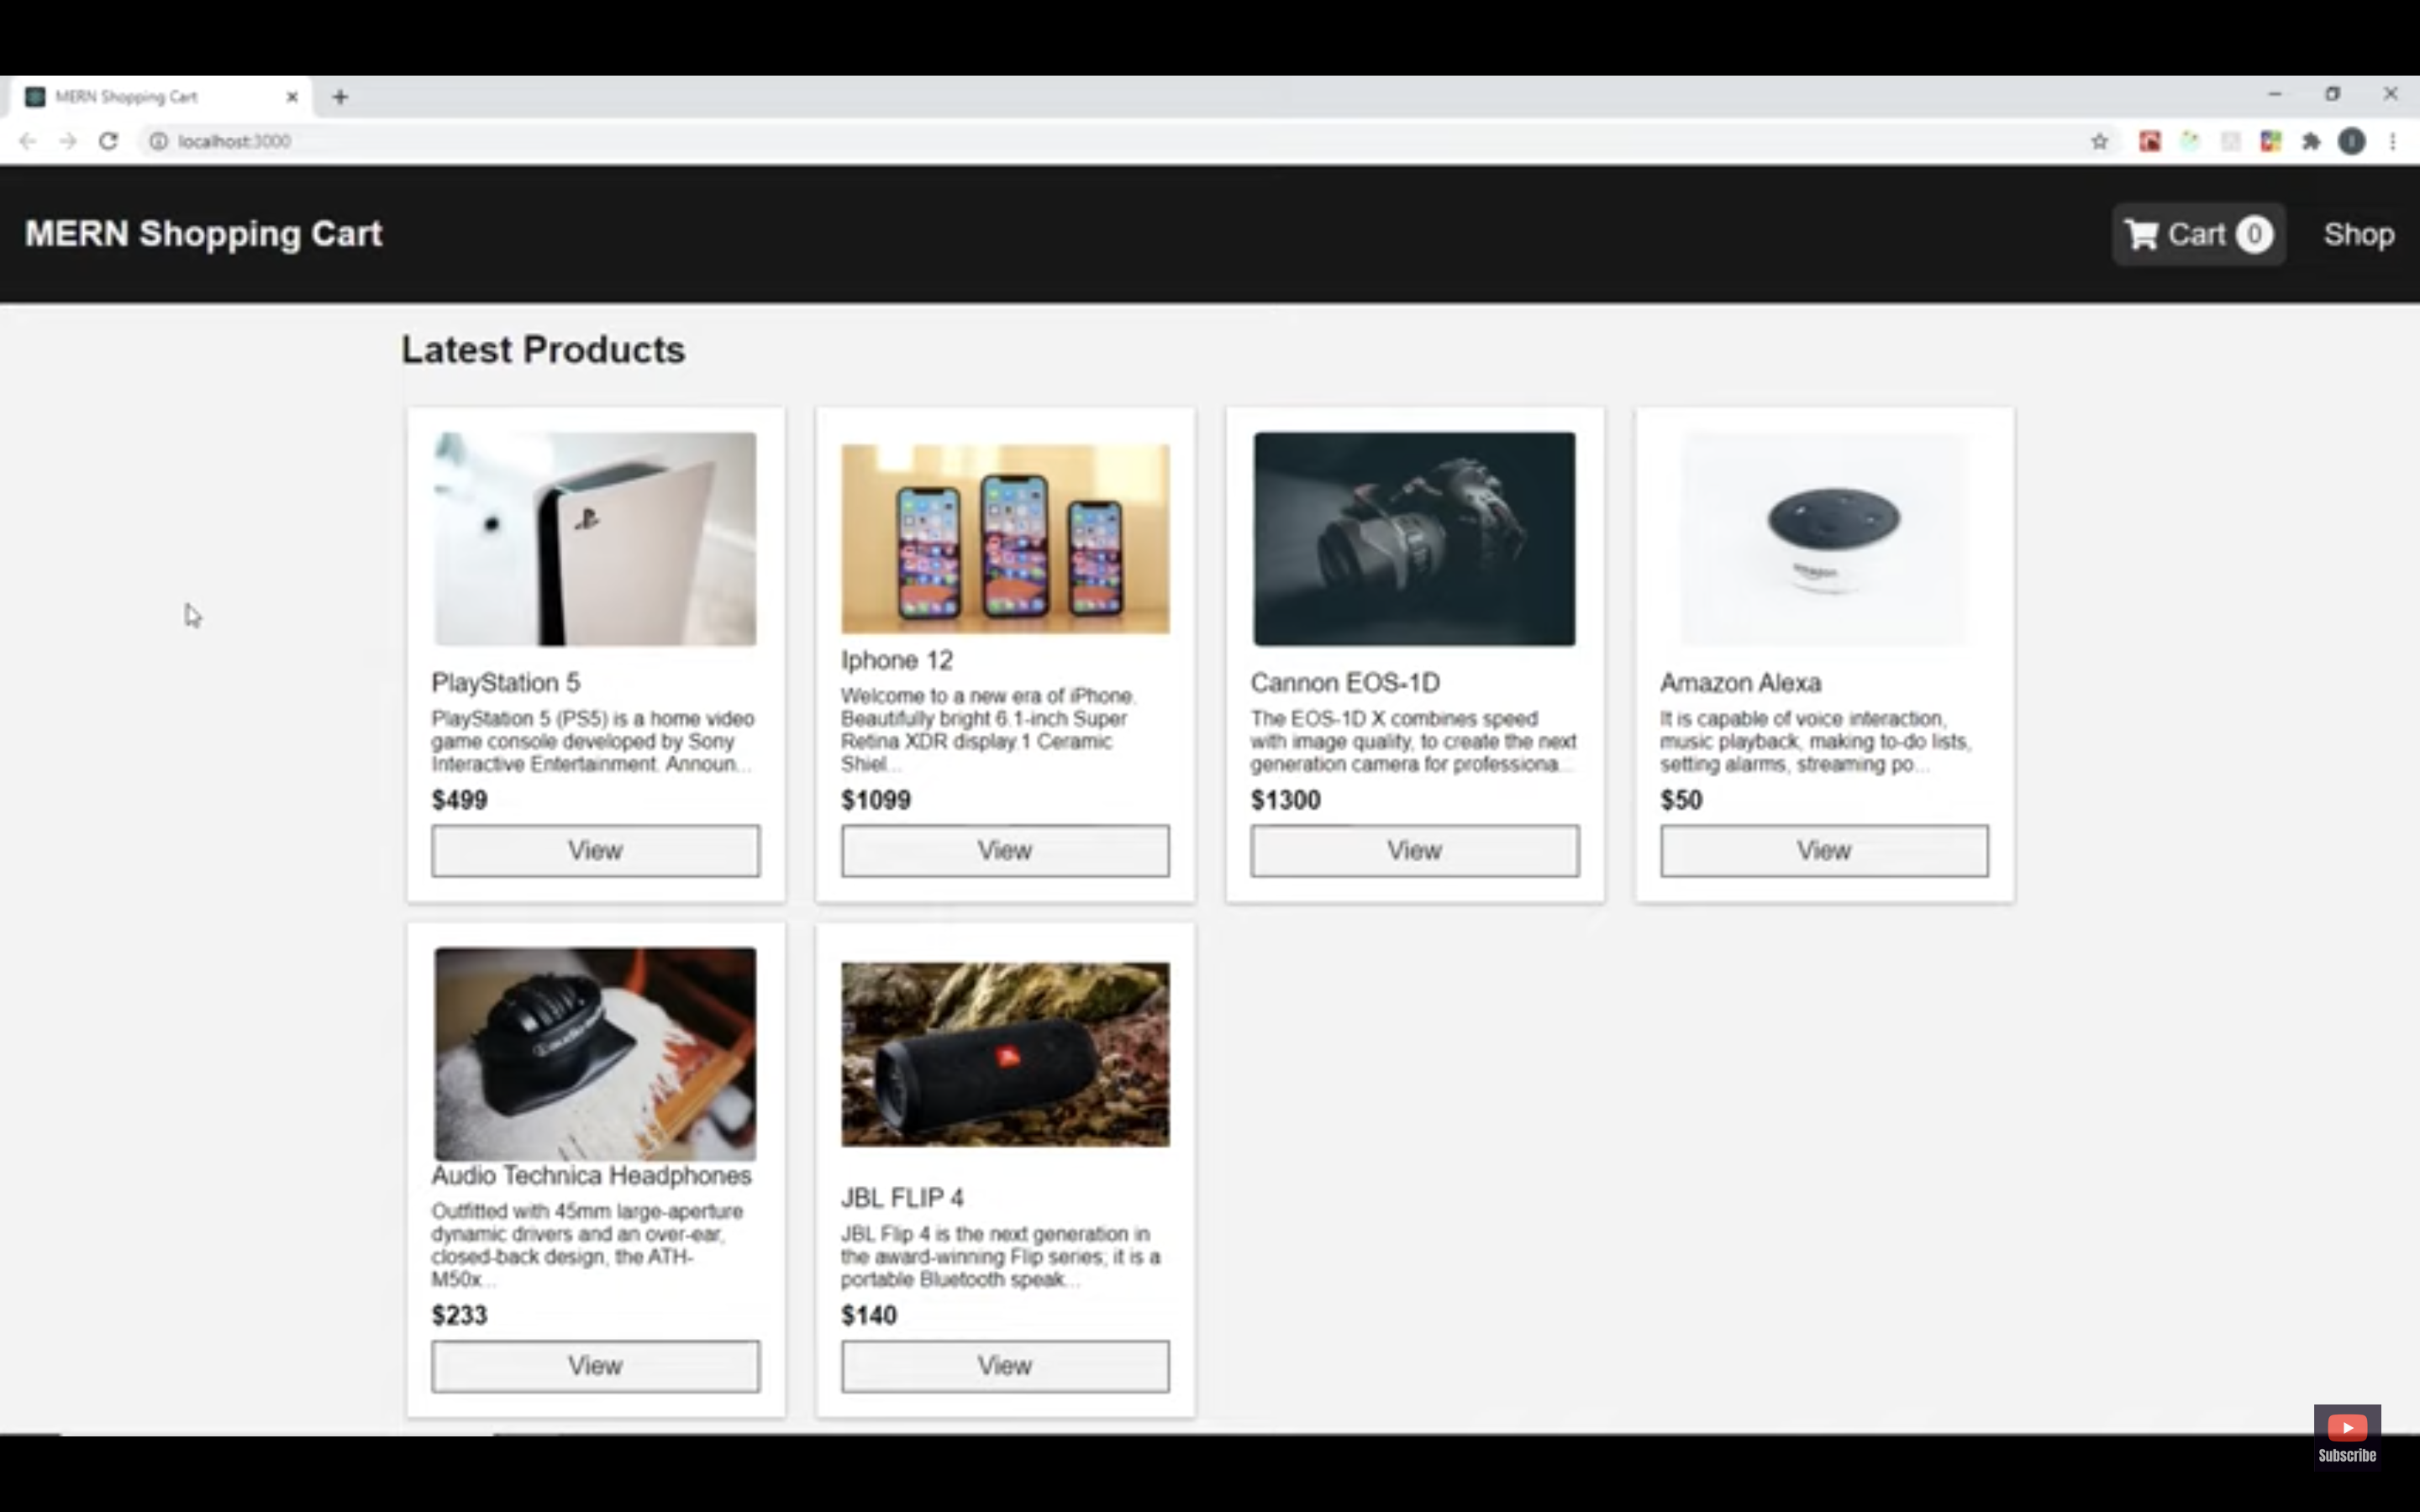 MERN Shopping Cart
localhost:3000
MERN Shopping Cart
Cart 0
Shop
Latest Products
PlayStation 5
PlayStation 5 (PS5) is a home video
game console developed by Sony
Interactive Entertainment. Announ...
$499
View
Iphone 12
Welcome to a new era of iPhone.
Beautifully bright 6.1-inch Super
Retina XDR display.1 Ceramic
Shiel...
$1099
View
Cannon EOS-1D
The EOS-1D X combines speed
with image quality, to create the next
generation camera for professiona...
$1300
View
amazon
Amazon Alexa
It is capable of voice interaction,
music playback, making to-do lists,
setting alarms, streaming po...
$50
View
Audio Technica Headphones
Outfitted with 45mm large-aperture
dynamic drivers and an over-ear,
closed-back design, the ATH-
M50x...
$233
View
JBL FLIP 4
JBL Flip 4 is the next generation in
the award-winning Flip series; it is a
portable Bluetooth speak...
$140
View
Subscribe